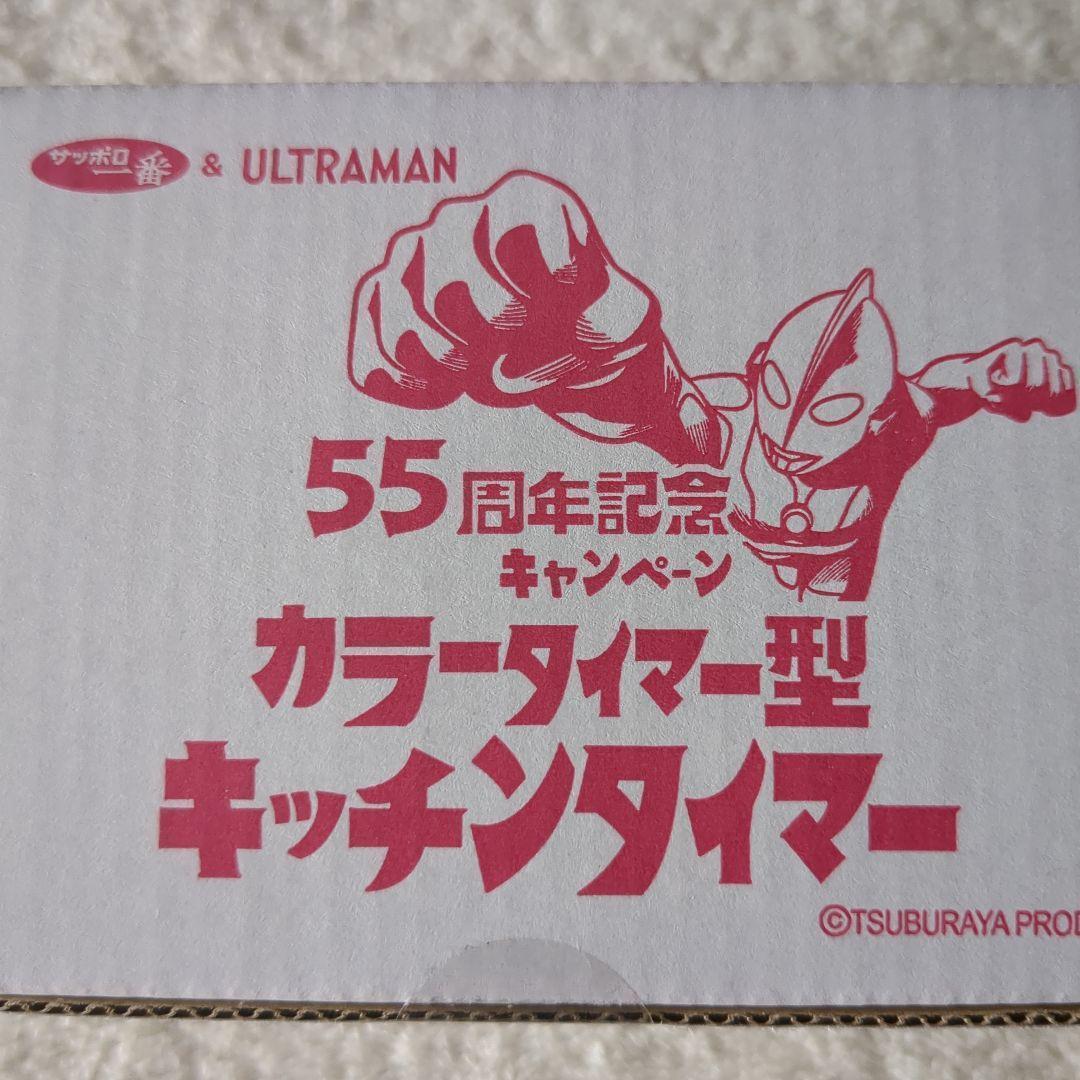 サッポロ一番 & ULTRAMAN
55周年記念
キャンペーン
カラータイマー型
キッチンタイマー
©TSUBURAYA PROD